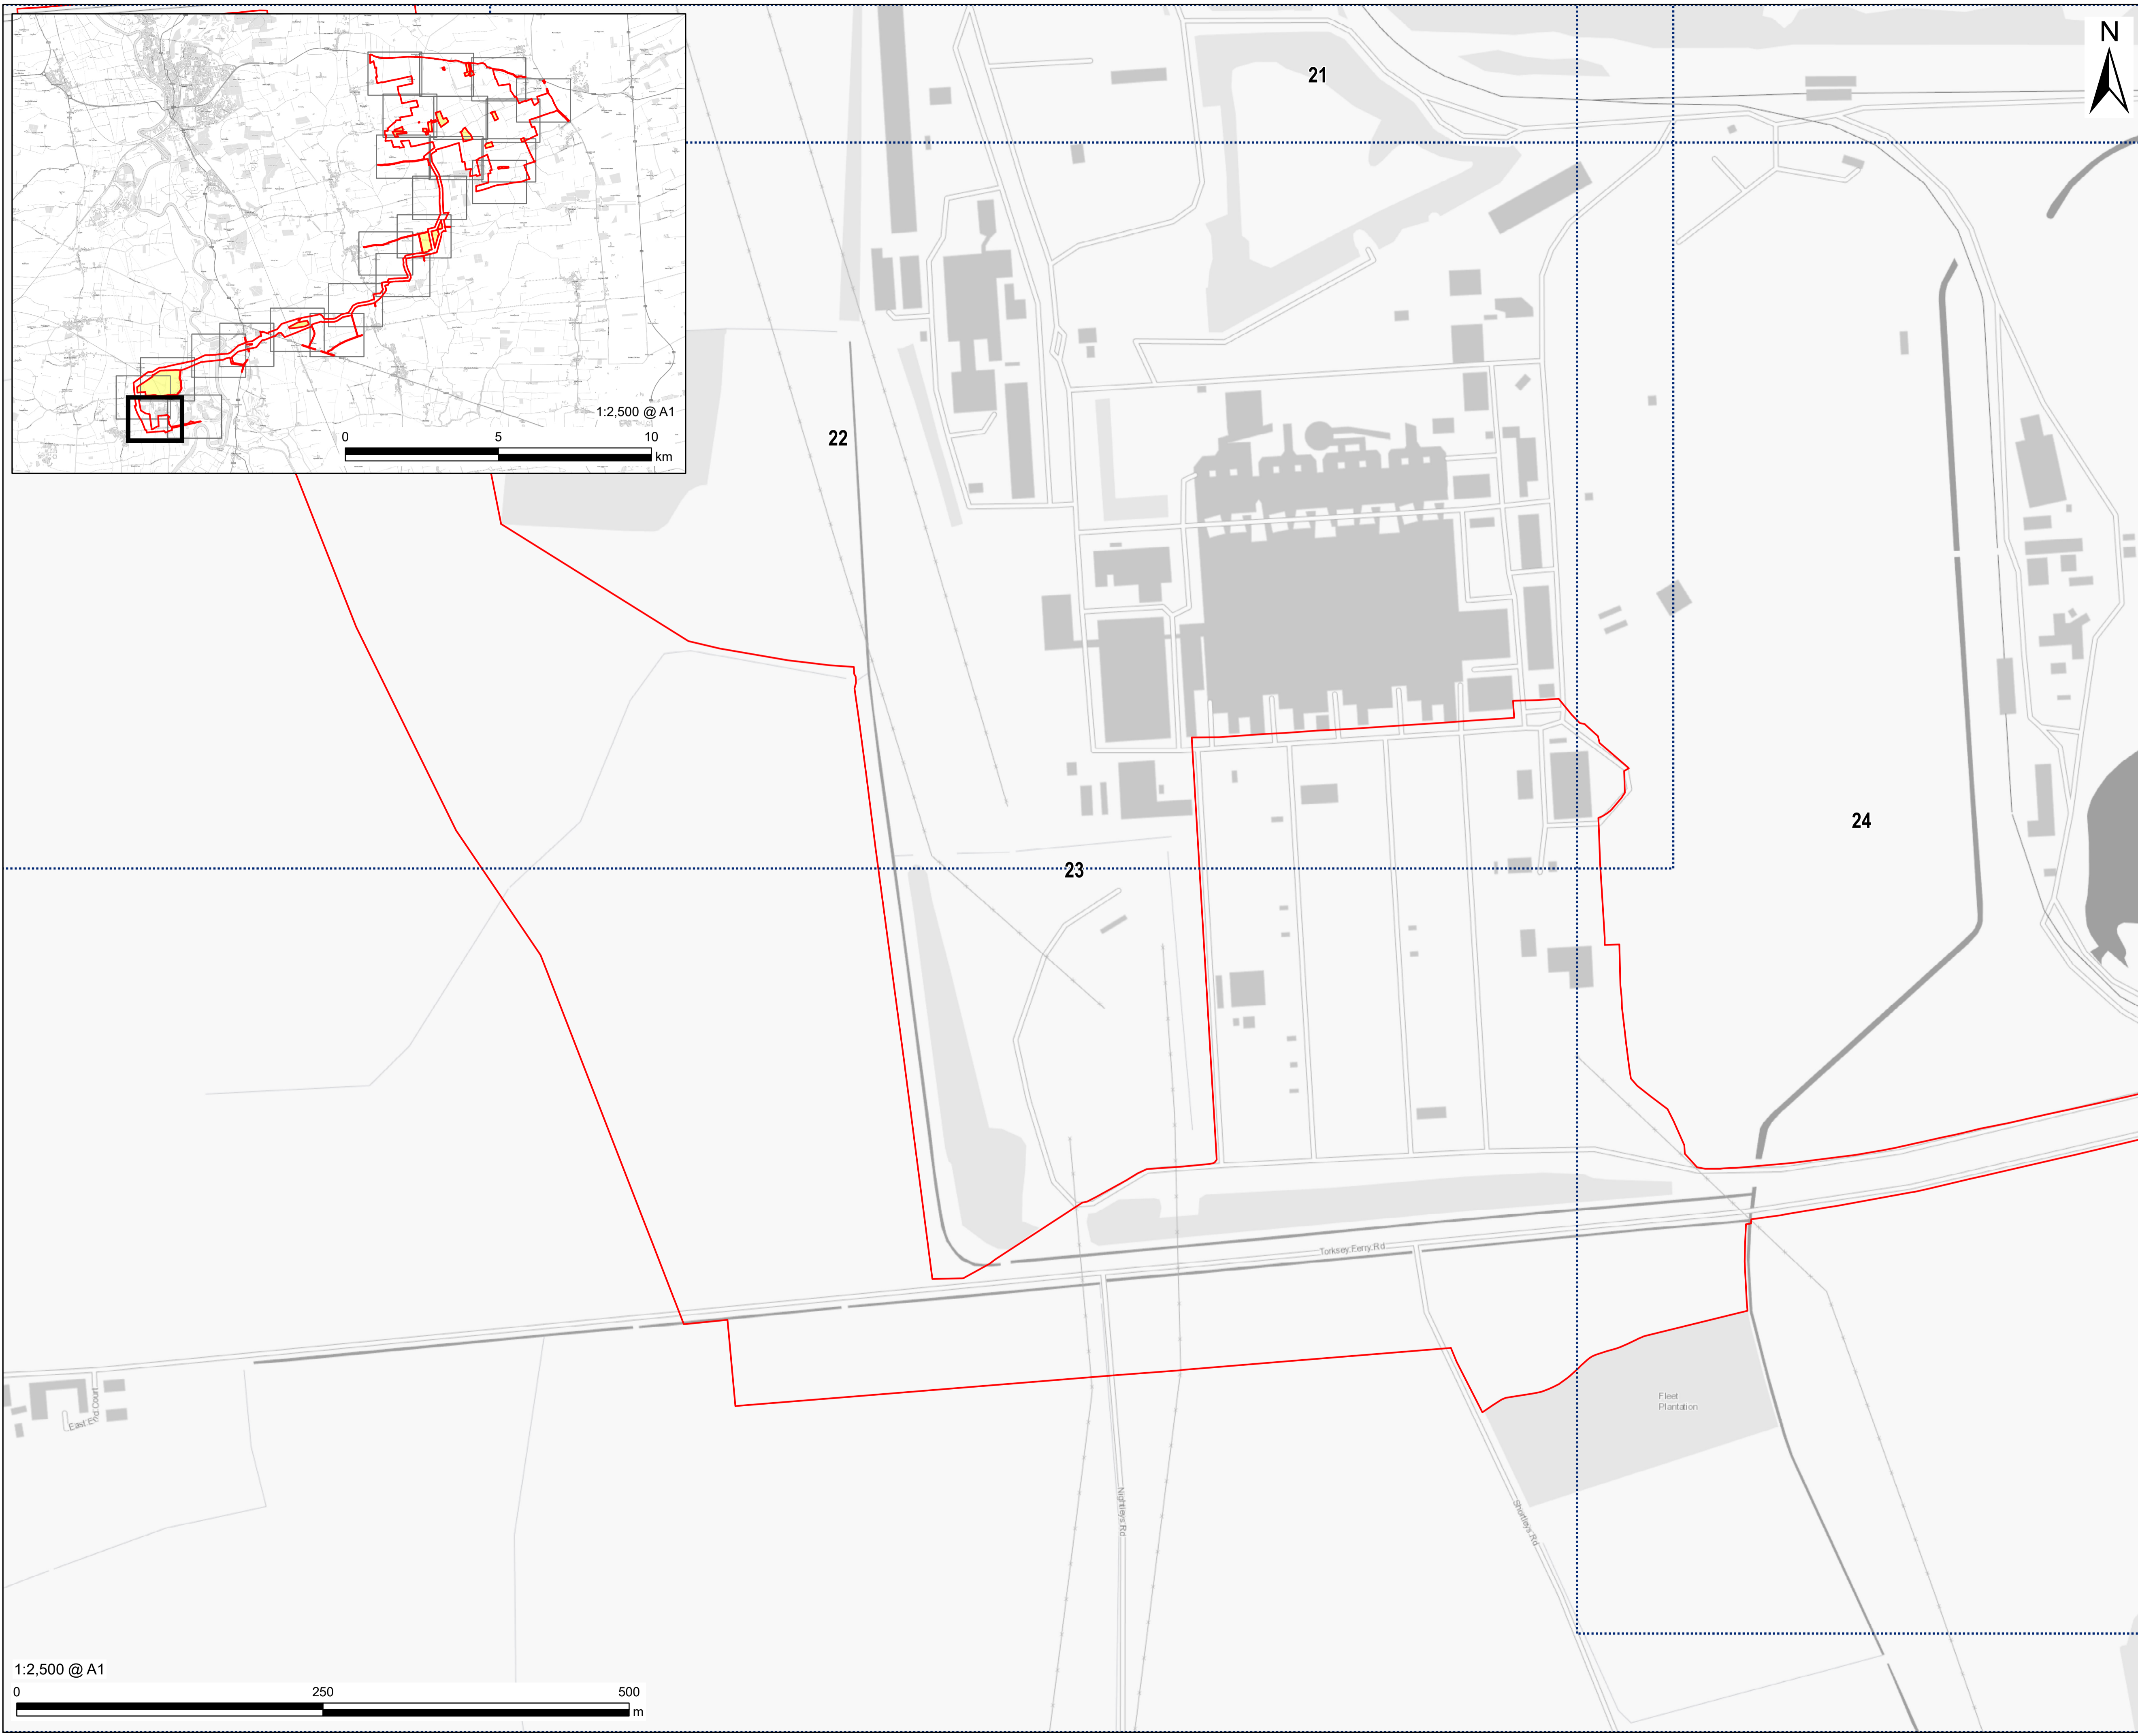 N
21
1:2,500 @ A1
0 5 10
km
22
24
23
Torksey Ferry Rd
Fleet
Plantation
East End Court
Nightleys Rd
Shortleys Rd
1:2,500 @ A1
0 250 500
m